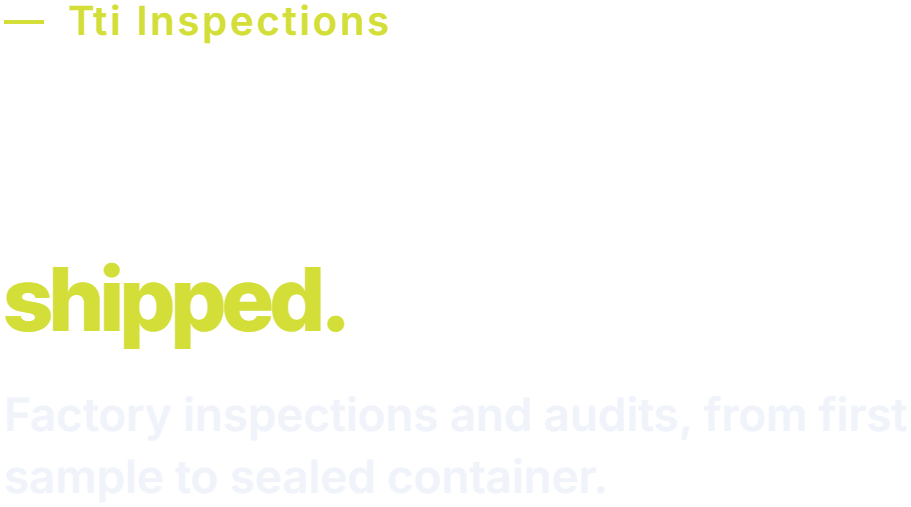 — Tti Inspections
shipped.
Factory inspections and audits, from first
sample to sealed container.